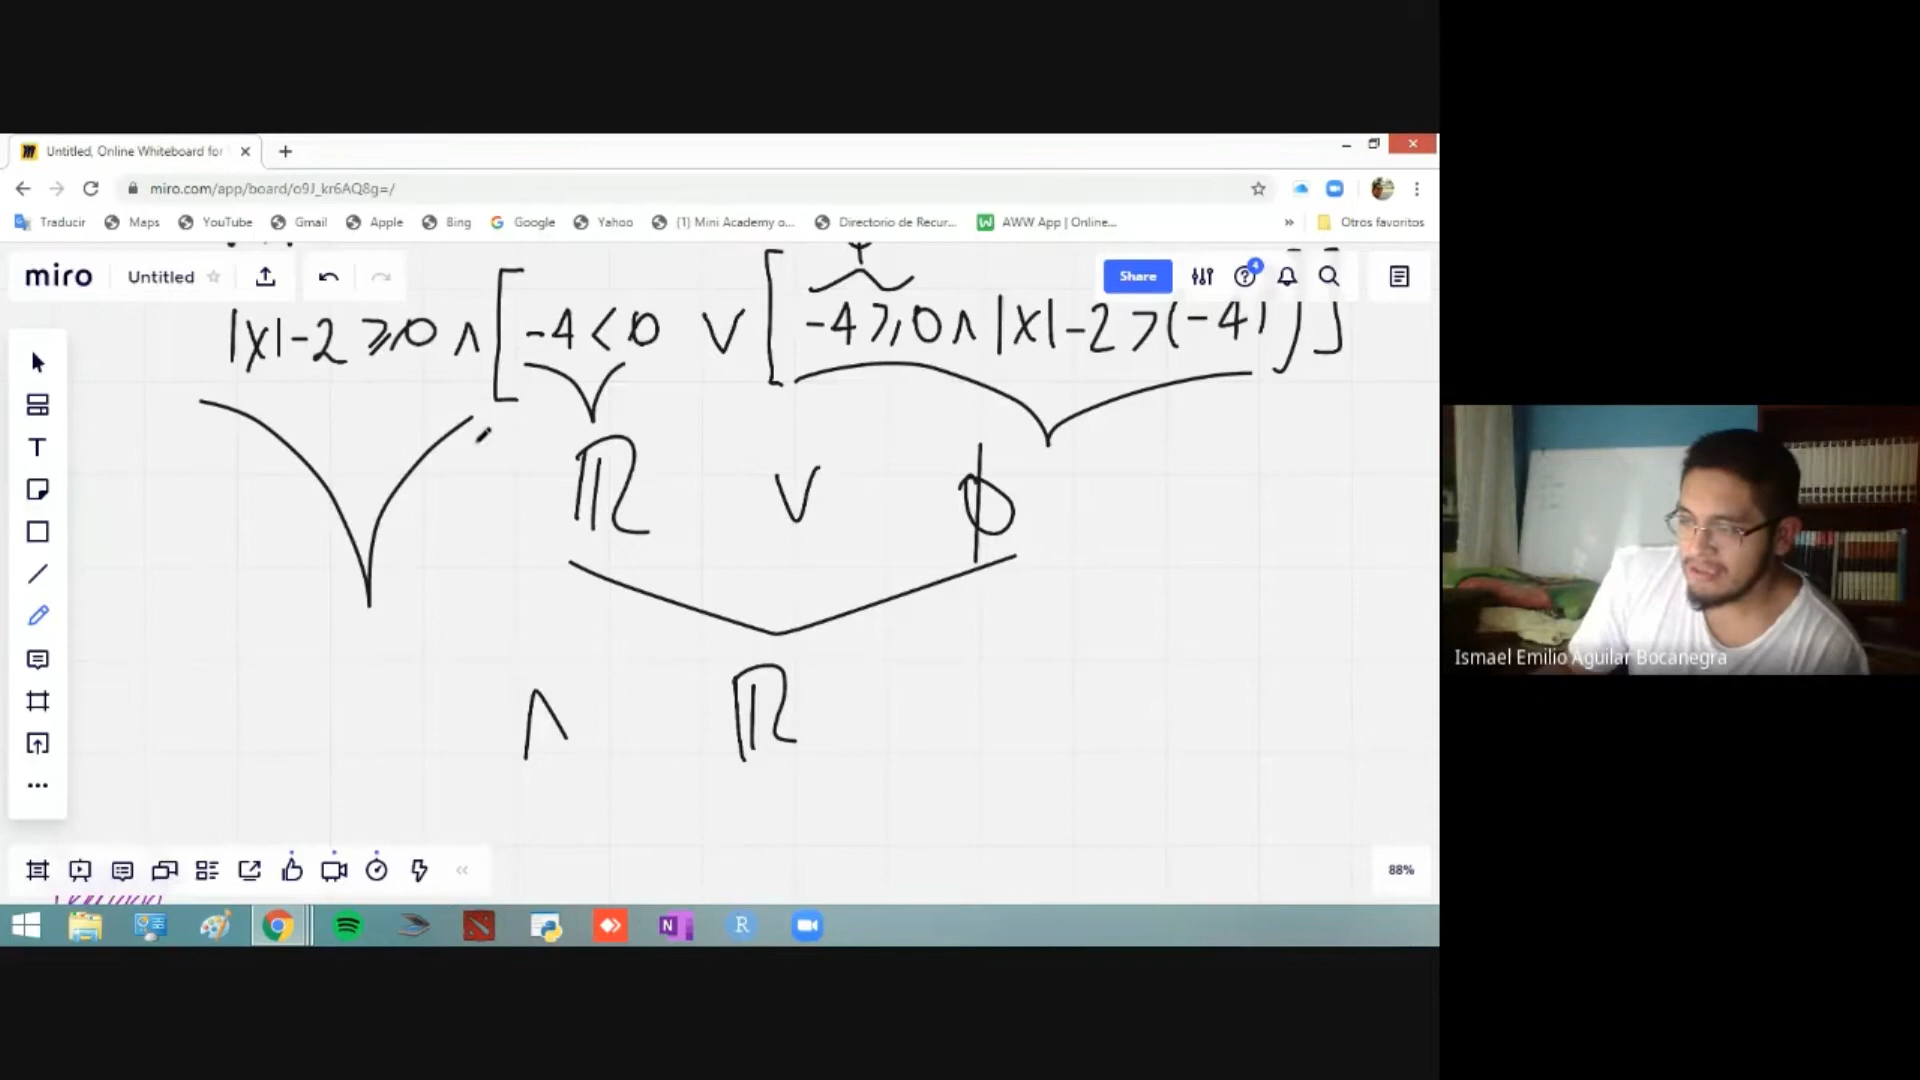 Untitled, Online Whiteboard for
miro.com/app/board/o9J_kr6AQ8g=/
Traducir Maps YouTube Gmail Apple Bing Google Yahoo (1) Mini Academy o... Directorio de Recur... AWW App | Online... » Otros favoritos
miro Untitled Share 4
|x|-2 ⩾0 ∧ [ -4 < 0 ∨ [ -4 ⩾ 0 ∧ |x|-2 > (-4) ] ]
ℝ ∨ ϕ
∧ ℝ
Ismael Emilio Aguilar Bocanegra
88%